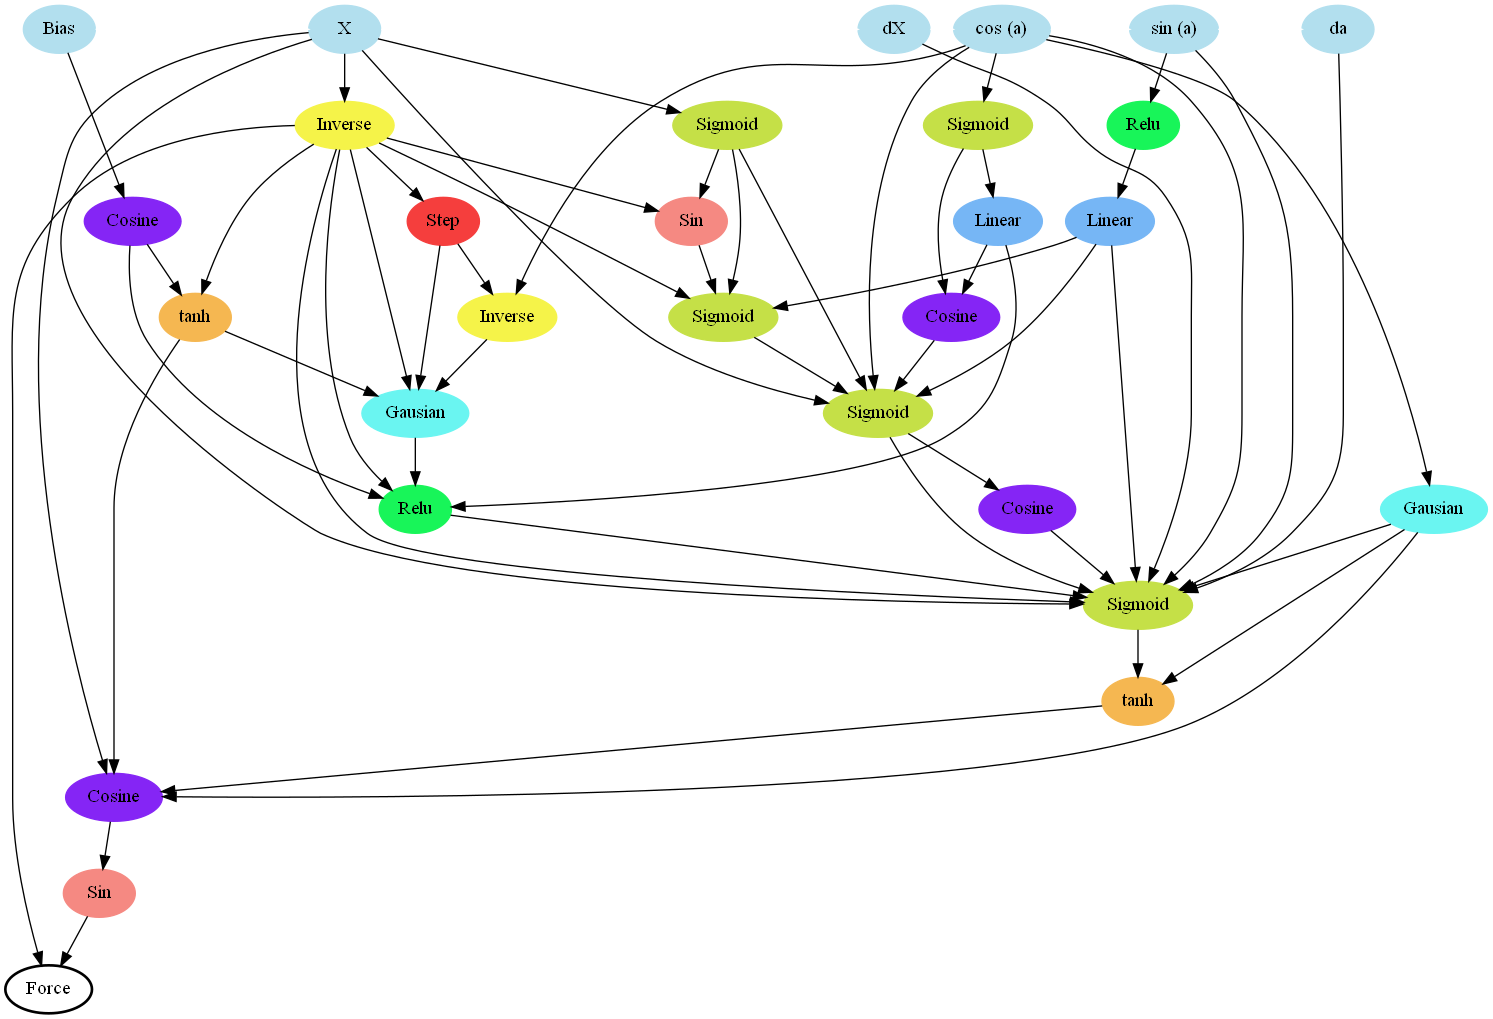 Bias
X
dX
cos (a)
sin (a)
da
Inverse
Sigmoid
Sigmoid
Relu
Cosine
Step
Sin
Linear
Linear
tanh
Inverse
Sigmoid
Cosine
Gausian
Sigmoid
Relu
Cosine
Gausian
Sigmoid
tanh
Cosine
Sin
Force